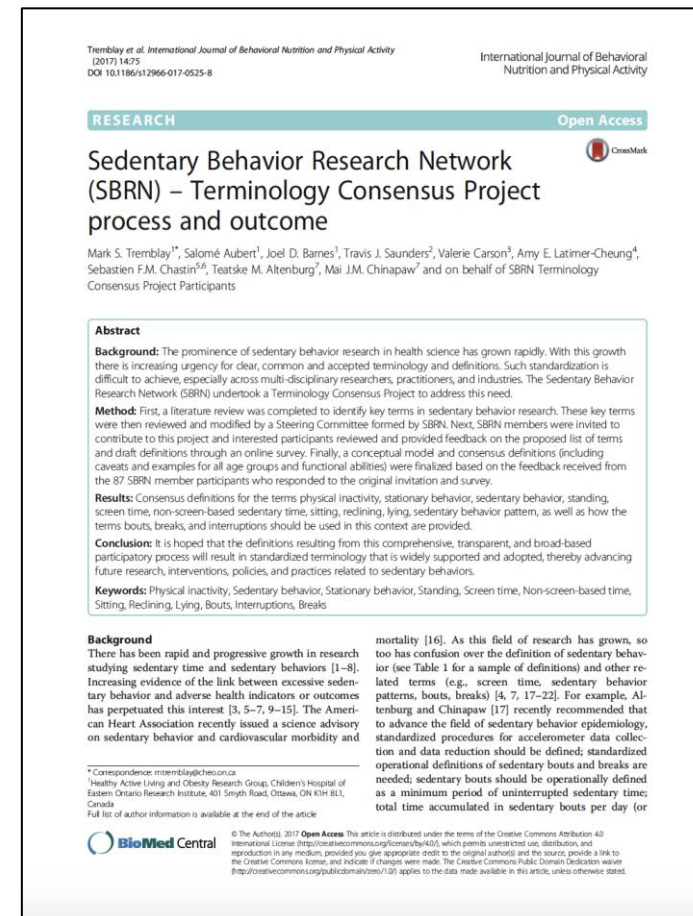 Tremblay et al. International Journal of Behavioral Nutrition and Physical Activity
(2017) 14:75
DOI 10.1186/s12966-017-0525-8
International Journal of Behavioral
Nutrition and Physical Activity
RESEARCH
Open Access
CrossMark
Sedentary Behavior Research Network
(SBRN) – Terminology Consensus Project
process and outcome
Mark S. Tremblay1*, Salomé Aubert1, Joel D. Barnes1, Travis J. Saunders2, Valerie Carson3, Amy E. Latimer-Cheung4,
Sebastien F.M. Chastin5,6, Teatske M. Altenburg7, Mai J.M. Chinapaw7 and on behalf of SBRN Terminology
Consensus Project Participants
Abstract
Background: The prominence of sedentary behavior research in health science has grown rapidly. With this growth
there is increasing urgency for clear, common and accepted terminology and definitions. Such standardization is
difficult to achieve, especially across multi-disciplinary researchers, practitioners, and industries. The Sedentary Behavior
Research Network (SBRN) undertook a Terminology Consensus Project to address this need.
Method: First, a literature review was completed to identify key terms in sedentary behavior research. These key terms
were then reviewed and modified by a Steering Committee formed by SBRN. Next, SBRN members were invited to
contribute to this project and interested participants reviewed and provided feedback on the proposed list of terms
and draft definitions through an online survey. Finally, a conceptual model and consensus definitions (including
caveats and examples for all age groups and functional abilities) were finalized based on the feedback received from
the 87 SBRN member participants who responded to the original invitation and survey.
Results: Consensus definitions for the terms physical inactivity, stationary behavior, sedentary behavior, standing,
screen time, non-screen-based sedentary time, sitting, reclining, lying, sedentary behavior pattern, as well as how the
terms bouts, breaks, and interruptions should be used in this context are provided.
Conclusion: It is hoped that the definitions resulting from this comprehensive, transparent, and broad-based
participatory process will result in standardized terminology that is widely supported and adopted, thereby advancing
future research, interventions, policies, and practices related to sedentary behaviors.
Keywords: Physical inactivity, Sedentary behavior, Stationary behavior, Standing, Screen time, Non-screen-based time,
Sitting, Reclining, Lying, Bouts, Interruptions, Breaks
Background
There has been rapid and progressive growth in research
studying sedentary time and sedentary behaviors [1–8].
Increasing evidence of the link between excessive seden-
tary behavior and adverse health indicators or outcomes
has perpetuated this interest [3, 5–7, 9–15]. The Ameri-
can Heart Association recently issued a science advisory
on sedentary behavior and cardiovascular morbidity and
mortality [16]. As this field of research has grown, so
too has confusion over the definition of sedentary behav-
ior (see Table 1 for a sample of definitions) and other re-
lated terms (e.g., screen time, sedentary behavior
patterns, bouts, breaks) [4, 7, 17–22]. For example, Al-
tenburg and Chinapaw [17] recently recommended that
to advance the field of sedentary behavior epidemiology,
standardized procedures for accelerometer data collec-
tion and data reduction should be defined; standardized
operational definitions of sedentary bouts and breaks are
needed; sedentary bouts should be operationally defined
as a minimum period of uninterrupted sedentary time;
total time accumulated in sedentary bouts per day (or
* Correspondence: mtremblay@cheo.on.ca
1Healthy Active Living and Obesity Research Group, Children's Hospital of
Eastern Ontario Research Institute, 401 Smyth Road, Ottawa, ON K1H 8L1,
Canada
Full list of author information is available at the end of the article
BioMed Central
© The Author(s). 2017 Open Access This article is distributed under the terms of the Creative Commons Attribution 4.0
International License (http://creativecommons.org/licenses/by/4.0/), which permits unrestricted use, distribution, and
reproduction in any medium, provided you give appropriate credit to the original author(s) and the source, provide a link to
the Creative Commons license, and indicate if changes were made. The Creative Commons Public Domain Dedication waiver
(http://creativecommons.org/publicdomain/zero/1.0/) applies to the data made available in this article, unless otherwise stated.